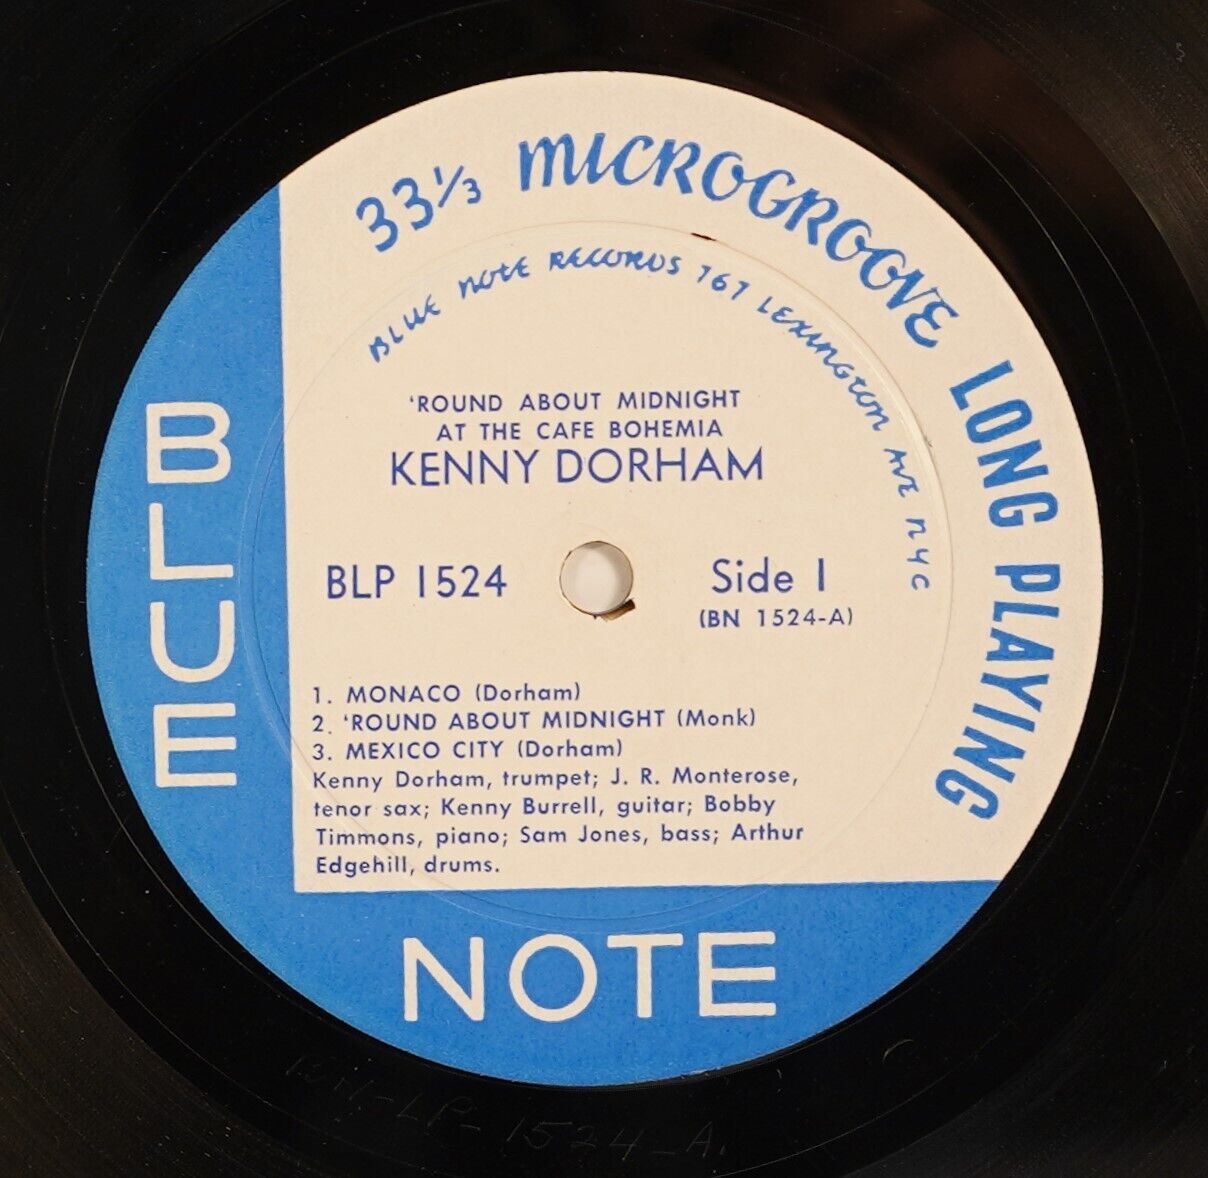 33⅓ MICROGROOVE LONG PLAYING
BLUE NOTE RECORDS 767 LEXINGTON AVE NYC
'ROUND ABOUT MIDNIGHT
AT THE CAFE BOHEMIA
KENNY DORHAM
BLP 1524
Side 1
(BN 1524-A)
1. MONACO (Dorham)
2. 'ROUND ABOUT MIDNIGHT (Monk)
3. MEXICO CITY (Dorham)
Kenny Dorham, trumpet; J. R. Monterose,
tenor sax; Kenny Burrell, guitar; Bobby
Timmons, piano; Sam Jones, bass; Arthur
Edgehill, drums.
BLUE
NOTE
LP-1524-A.